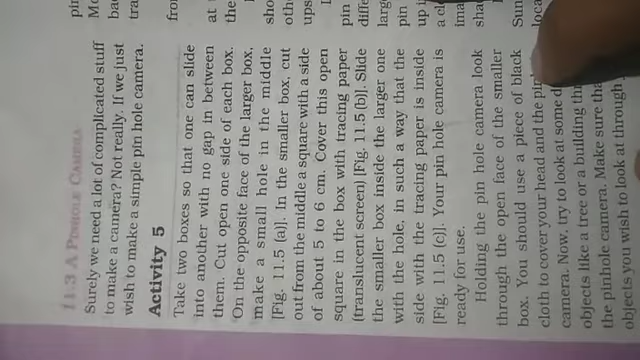 11.3 A PINHOLE CAMERA
Surely we need a lot of complicated stuff
to make a camera? Not really. If we just
wish to make a simple pin hole camera.
Activity 5
Take two boxes so that one can slide
into another with no gap in between
them. Cut open one side of each box.
On the opposite face of the larger box,
make a small hole in the middle
[Fig. 11.5 (a)]. In the smaller box, cut
out from the middle a square with a side
of about 5 to 6 cm. Cover this open
square in the box with tracing paper
(translucent screen) [Fig. 11.5 (b)]. Slide
the smaller box inside the larger one
with the hole, in such a way that the
side with the tracing paper is inside
[Fig. 11.5 (c)]. Your pin hole camera is
ready for use.
Holding the pin hole camera look
through the open face of the smaller
box. You should use a piece of black
cloth to cover your head and the
camera. Now, try to look at some
objects like a tree or a building
the pinhole camera. Make sure
objects you wish to look at through
pin
from
at
the
pin
Sun